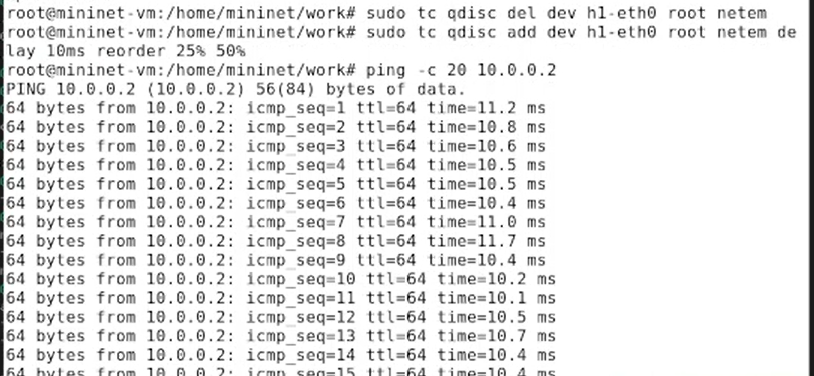 root@mininet-vm:/home/mininet/work# sudo tc qdisc del dev h1-eth0 root netem
root@mininet-vm:/home/mininet/work# sudo tc qdisc add dev h1-eth0 root netem de
lay 10ms reorder 25% 50%
root@mininet-vm:/home/mininet/work# ping -c 20 10.0.0.2
PING 10.0.0.2 (10.0.0.2) 56(84) bytes of data.
64 bytes from 10.0.0.2: icmp_seq=1 ttl=64 time=11.2 ms
64 bytes from 10.0.0.2: icmp_seq=2 ttl=64 time=10.8 ms
64 bytes from 10.0.0.2: icmp_seq=3 ttl=64 time=10.6 ms
64 bytes from 10.0.0.2: icmp_seq=4 ttl=64 time=10.5 ms
64 bytes from 10.0.0.2: icmp_seq=5 ttl=64 time=10.5 ms
64 bytes from 10.0.0.2: icmp_seq=6 ttl=64 time=10.4 ms
64 bytes from 10.0.0.2: icmp_seq=7 ttl=64 time=11.0 ms
64 bytes from 10.0.0.2: icmp_seq=8 ttl=64 time=11.7 ms
64 bytes from 10.0.0.2: icmp_seq=9 ttl=64 time=10.4 ms
64 bytes from 10.0.0.2: icmp_seq=10 ttl=64 time=10.2 ms
64 bytes from 10.0.0.2: icmp_seq=11 ttl=64 time=10.1 ms
64 bytes from 10.0.0.2: icmp_seq=12 ttl=64 time=10.5 ms
64 bytes from 10.0.0.2: icmp_seq=13 ttl=64 time=10.7 ms
64 bytes from 10.0.0.2: icmp_seq=14 ttl=64 time=10.4 ms
64 bytes from 10.0.0.2: icmp_seq=15 ttl=64 time=10.4 ms